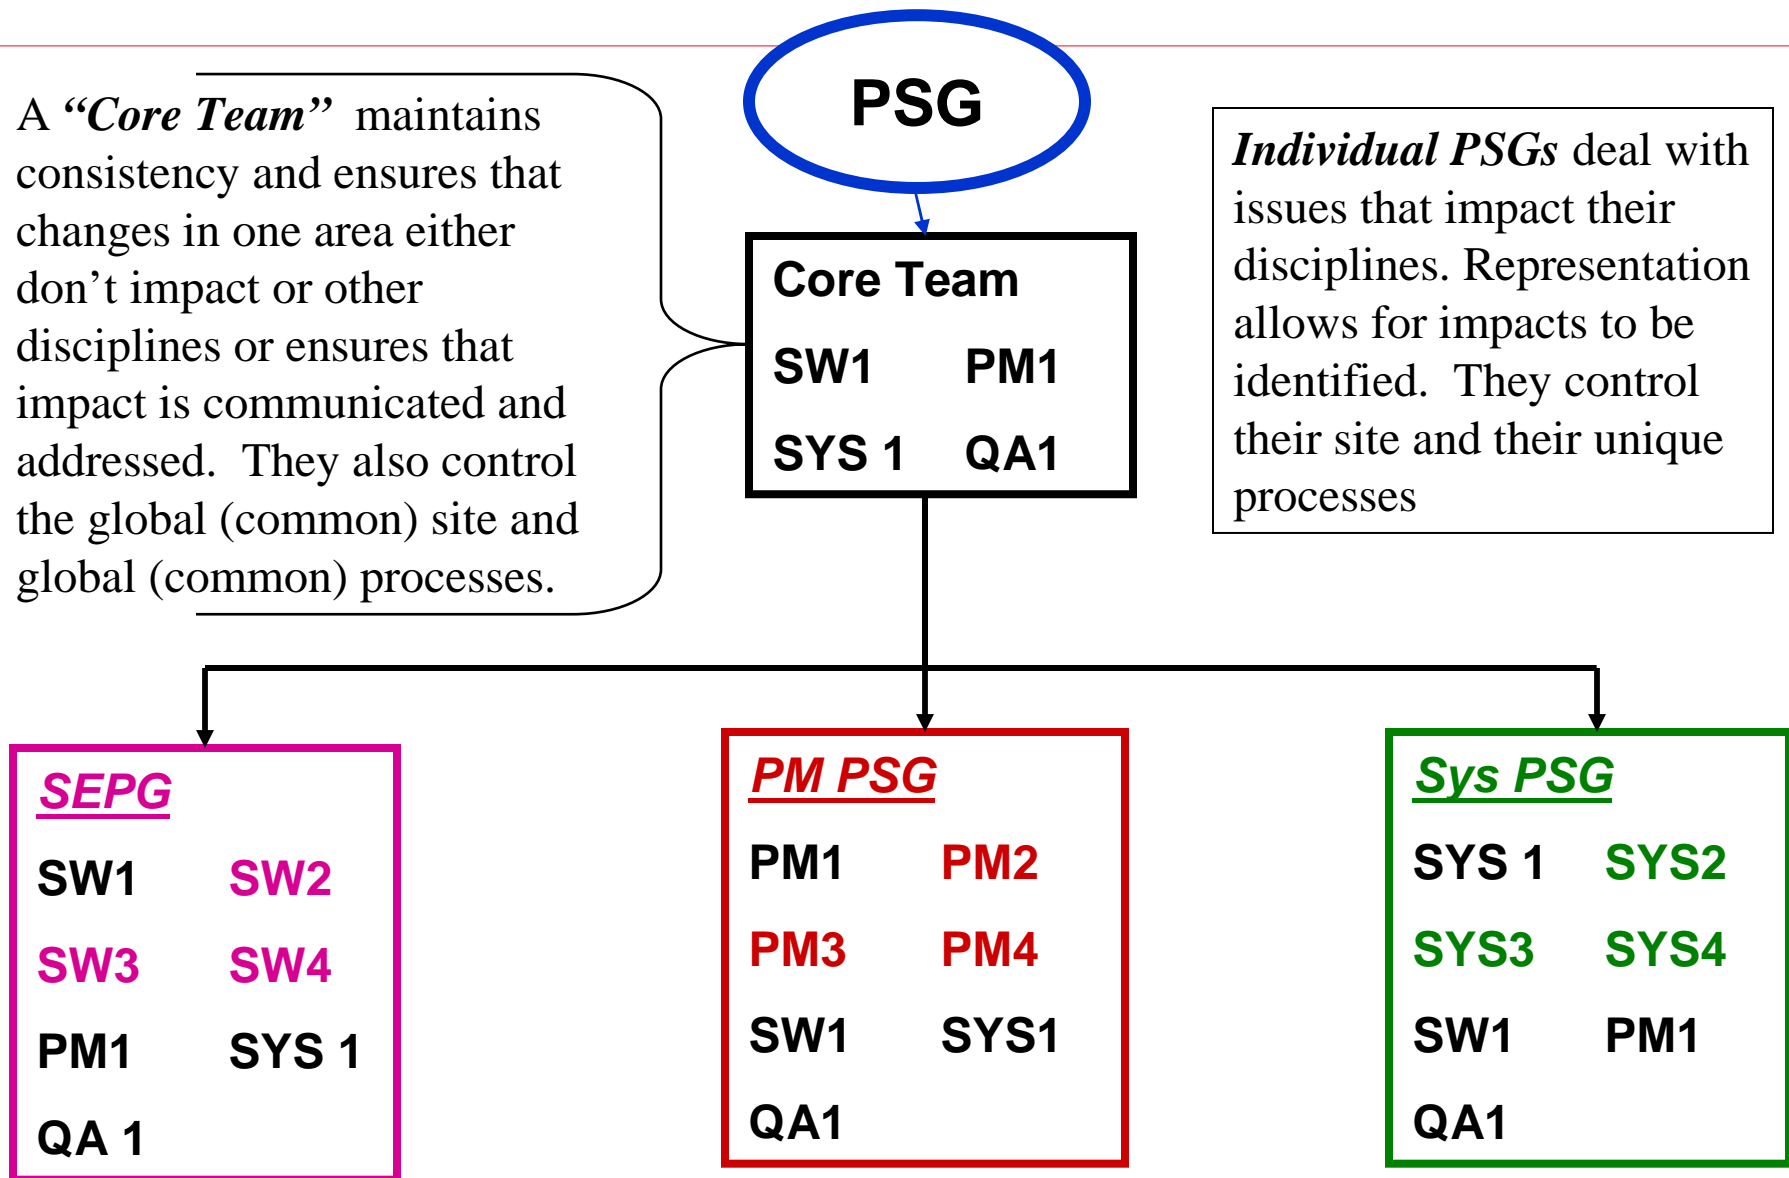 PSG
A “Core Team” maintains
consistency and ensures that
changes in one area either
don’t impact or other
disciplines or ensures that
impact is communicated and
addressed. They also control
the global (common) site and
global (common) processes.
Core Team
SW1 PM1
SYS 1 QA1
Individual PSGs deal with
issues that impact their
disciplines. Representation
allows for impacts to be
identified. They control
their site and their unique
processes
SEPG
SW1 SW2
SW3 SW4
PM1 SYS 1
QA 1
PM PSG
PM1 PM2
PM3 PM4
SW1 SYS1
QA1
Sys PSG
SYS 1 SYS2
SYS3 SYS4
SW1 PM1
QA1